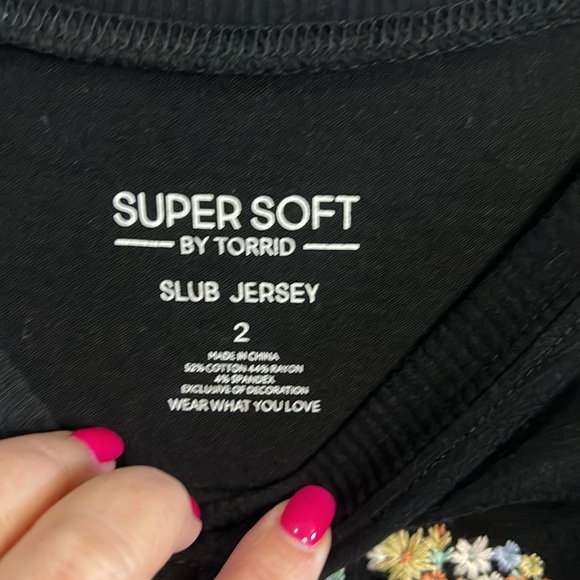 SUPER SOFT
BY TORRID
SLUB JERSEY
2
MADE IN CHINA
52% COTTON 44% RAYON
4% SPANDEX
EXCLUSIVE OF DECORATION
WEAR WHAT YOU LOVE